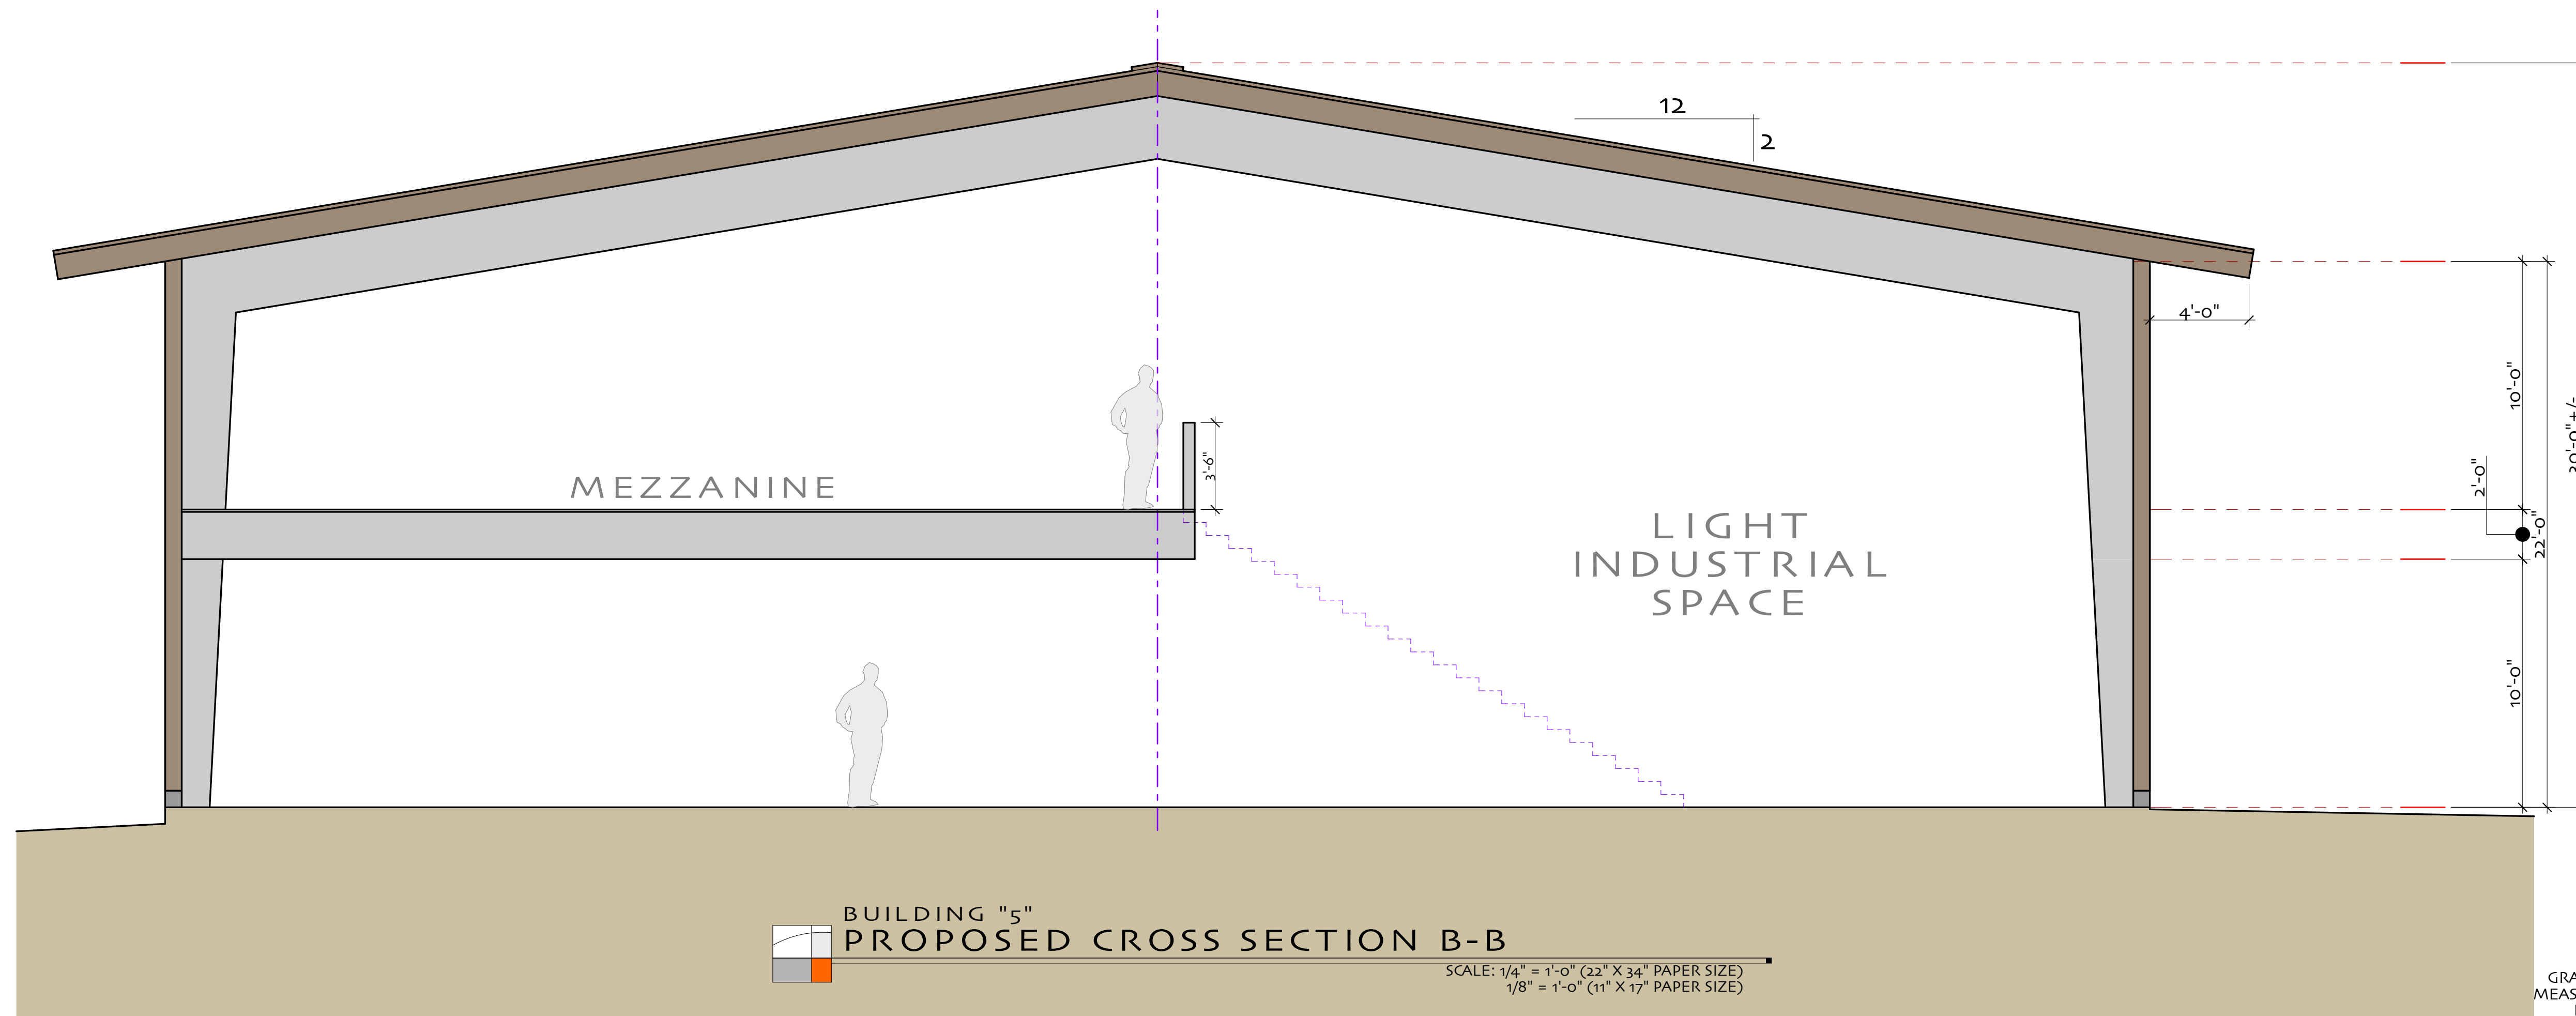 12
2
4'-0"
10'-0"
3'-6"
2'-0"
22'-0"
10'-0"
MEZZANINE
LIGHT
INDUSTRIAL
SPACE
BUILDING "5"
PROPOSED CROSS SECTION B-B
SCALE: 1/4" = 1'-0" (22" X 34" PAPER SIZE)
1/8" = 1'-0" (11" X 17" PAPER SIZE)
GRA
MEAS